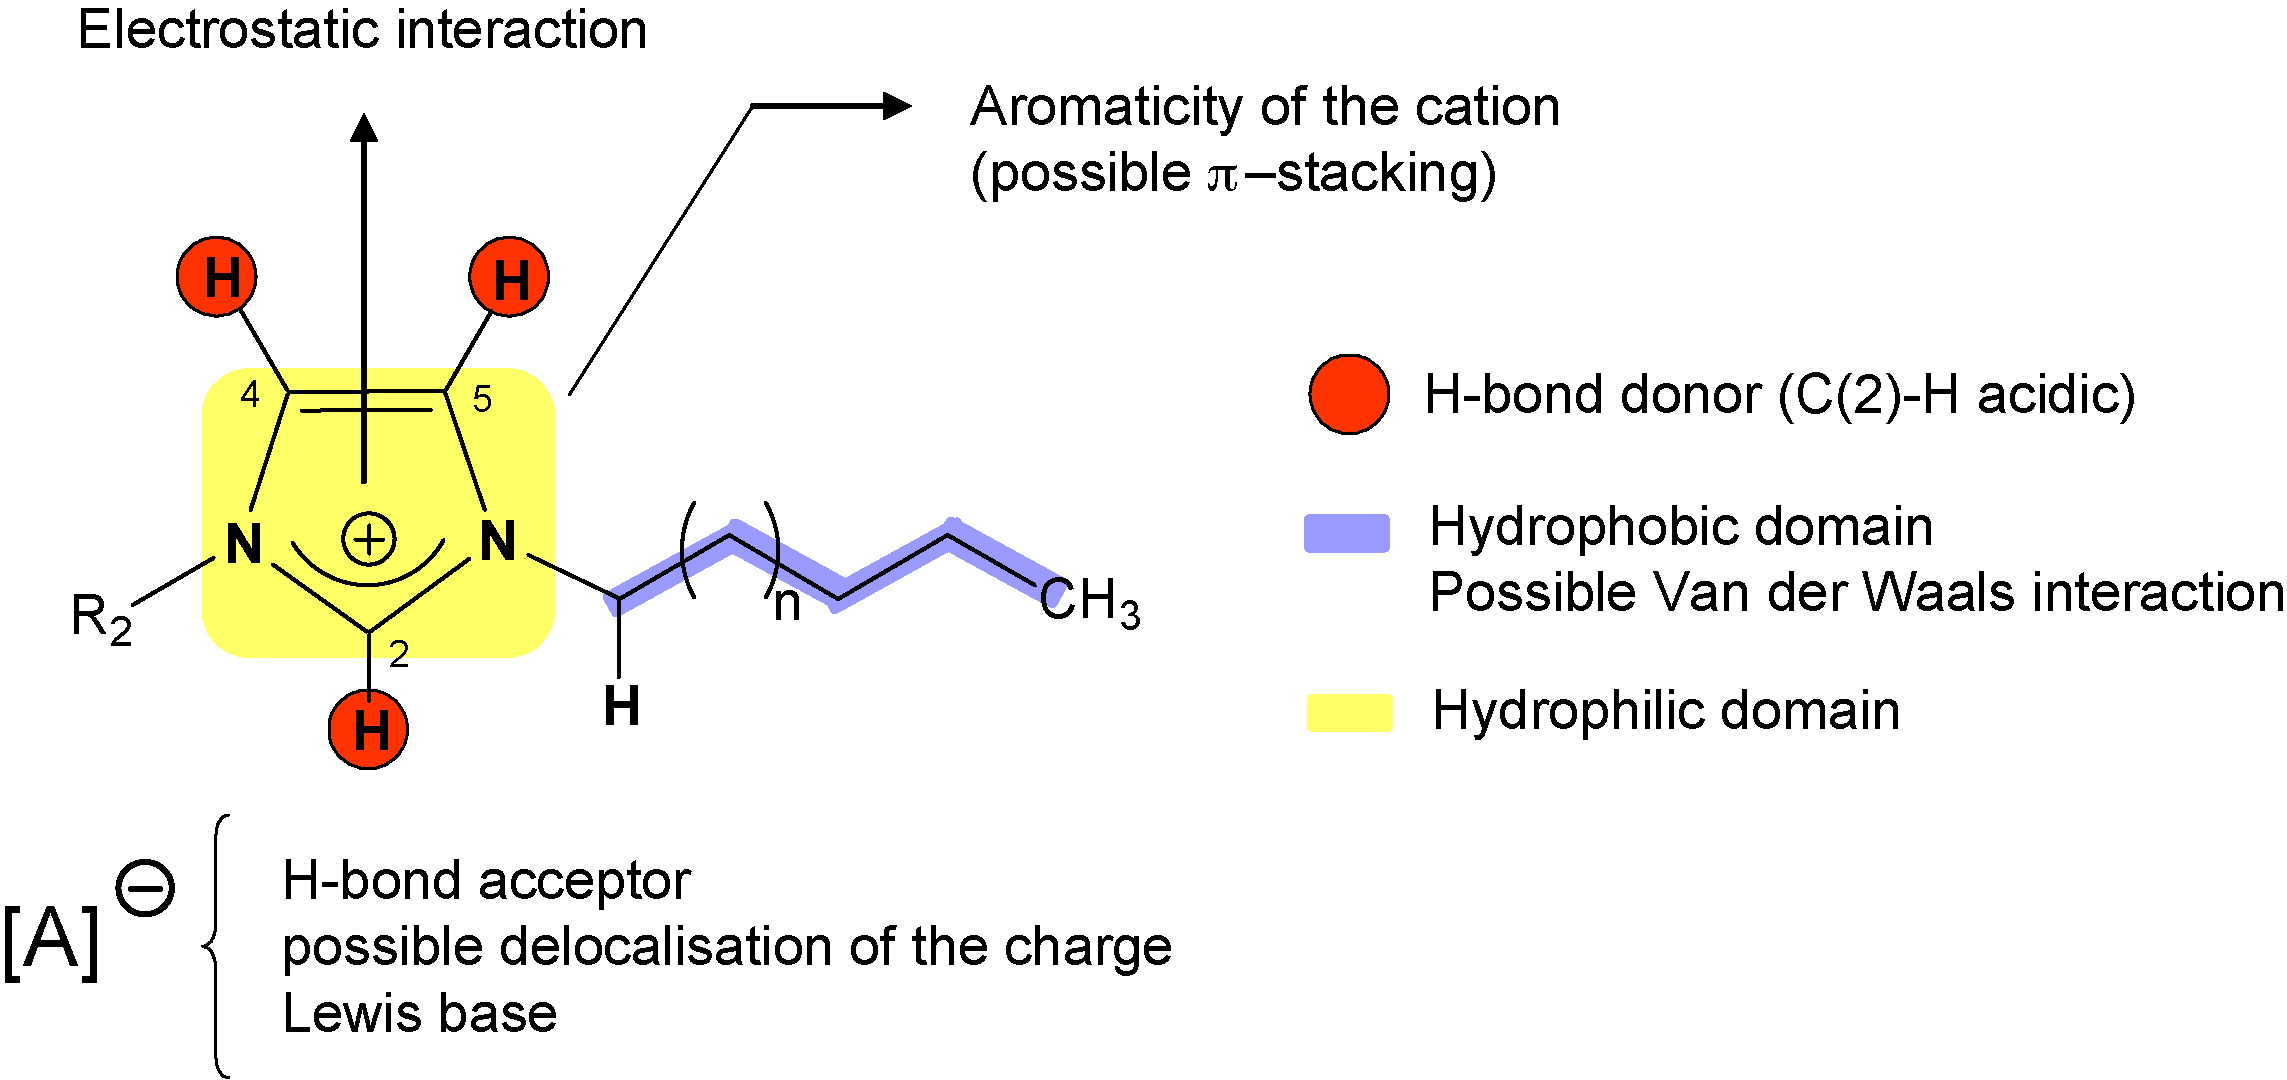 Electrostatic interaction
Aromaticity of the cation
(possible π–stacking)
H
H
4
5
H-bond donor (C(2)-H acidic)
N
+
N
( )n
CH3
Hydrophobic domain
Possible Van der Waals interaction
R2
2
H
H
Hydrophilic domain
[A]⊖
H-bond acceptor
possible delocalisation of the charge
Lewis base